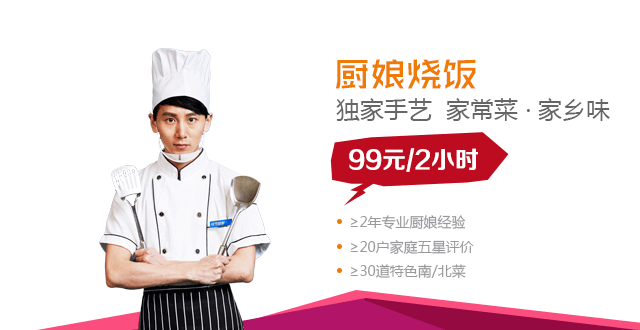 厨娘烧饭
独家手艺 家常菜·家乡味
99元/2小时
≥2年专业厨娘经验
≥20户家庭五星评价
≥30道特色南/北菜